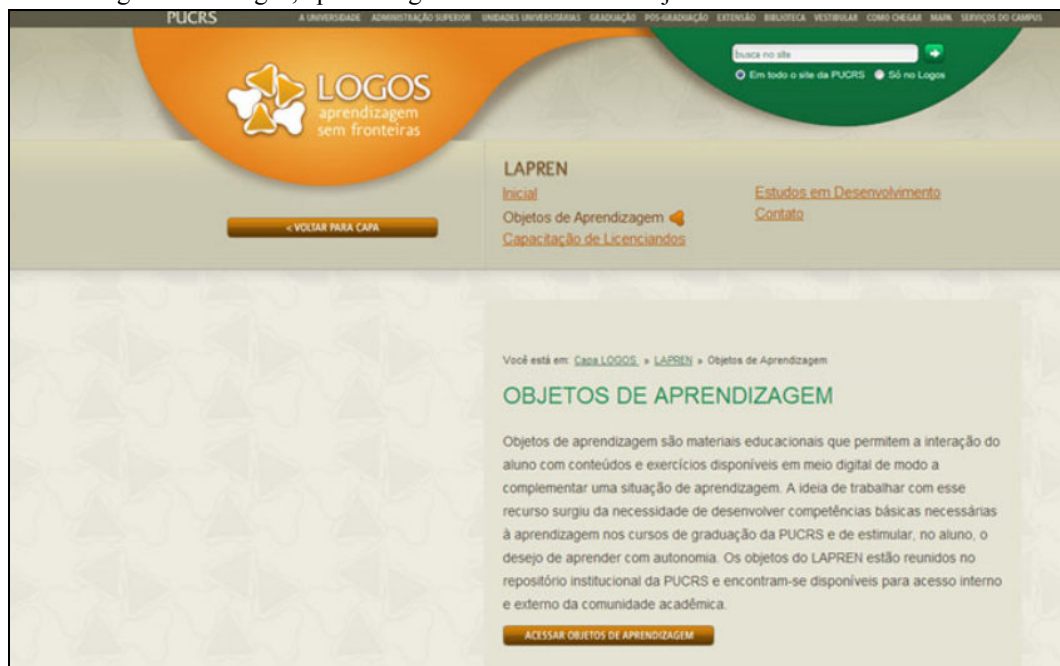 PUCRS A UNIVERSIDADE ADMINISTRAÇÃO SUPERIOR UNIDADES UNIVERSITÁRIAS GRADUAÇÃO PÓS-GRADUAÇÃO EXTENSÃO BIBLIOTECA VESTIBULAR COMO CHEGAR MAPA SERVIÇOS DO CAMPUS
busca no site
Em todo o site da PUCRS Só no Logos
LOGOS
aprendizagem
sem fronteiras
< VOLTAR PARA CAPA
LAPREN
Inicial
Objetos de Aprendizagem
Capacitação de Licenciandos
Estudos em Desenvolvimento
Contato
Você está em: Capa LOGOS » LAPREN » Objetos de Aprendizagem
OBJETOS DE APRENDIZAGEM
Objetos de aprendizagem são materiais educacionais que permitem a interação do
aluno com conteúdos e exercícios disponíveis em meio digital de modo a
complementar uma situação de aprendizagem. A ideia de trabalhar com esse
recurso surgiu da necessidade de desenvolver competências básicas necessárias
à aprendizagem nos cursos de graduação da PUCRS e de estimular, no aluno, o
desejo de aprender com autonomia. Os objetos do LAPREN estão reunidos no
repositório institucional da PUCRS e encontram-se disponíveis para acesso interno
e externo da comunidade acadêmica.
ACESSAR OBJETOS DE APRENDIZAGEM